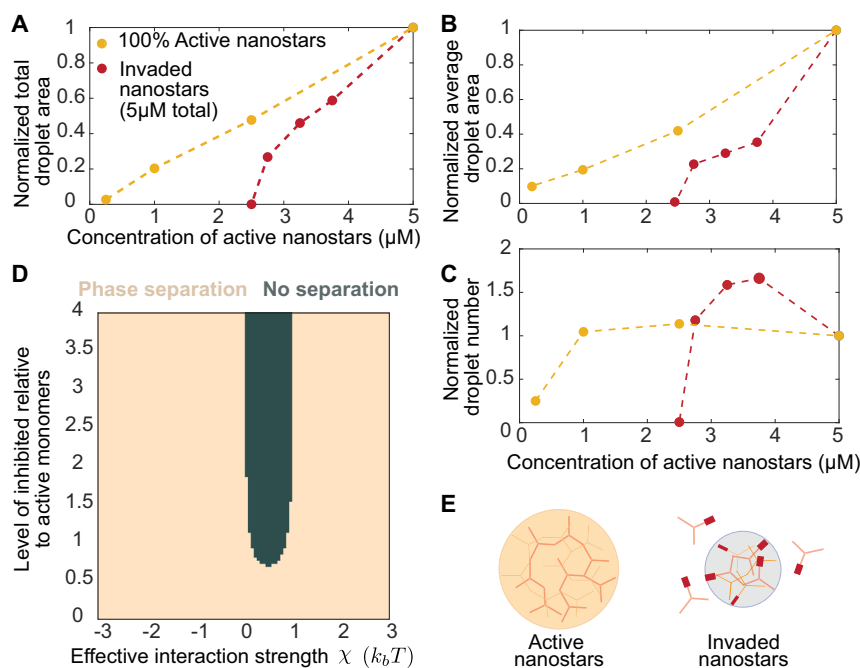 A
100% Active nanostars
Invaded
nanostars
(5µM total)
Normalized total
droplet area
1
0.8
0.6
0.4
0.2
0
0 1 2 3 4 5
Concentration of active nanostars (µM)
B
Normalized average
droplet area
1
0.8
0.6
0.4
0.2
0
0 1 2 3 4 5
C
Normalized
droplet number
2
1.5
1
0.5
0
0 1 2 3 4 5
Concentration of active nanostars (µM)
D
Phase separation No separation
Level of inhibited relative
to active monomers
4
3.5
3
2.5
2
1.5
1
0.5
0
-3 -2 -1 0 1 2 3
Effective interaction strength χ (k_bT)
E
Active
nanostars
Invaded
nanostars